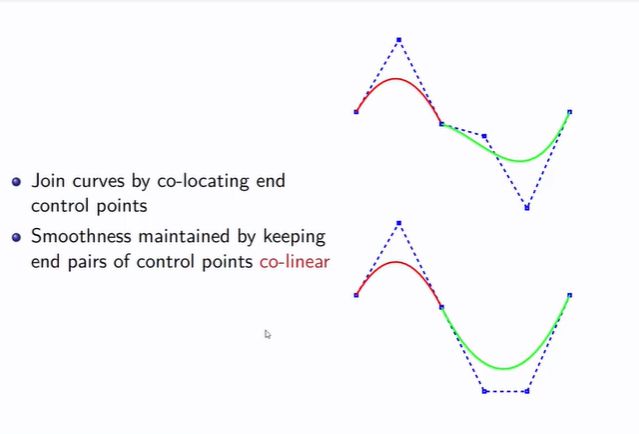 Join curves by co-locating end
control points
Smoothness maintained by keeping
end pairs of control points co-linear